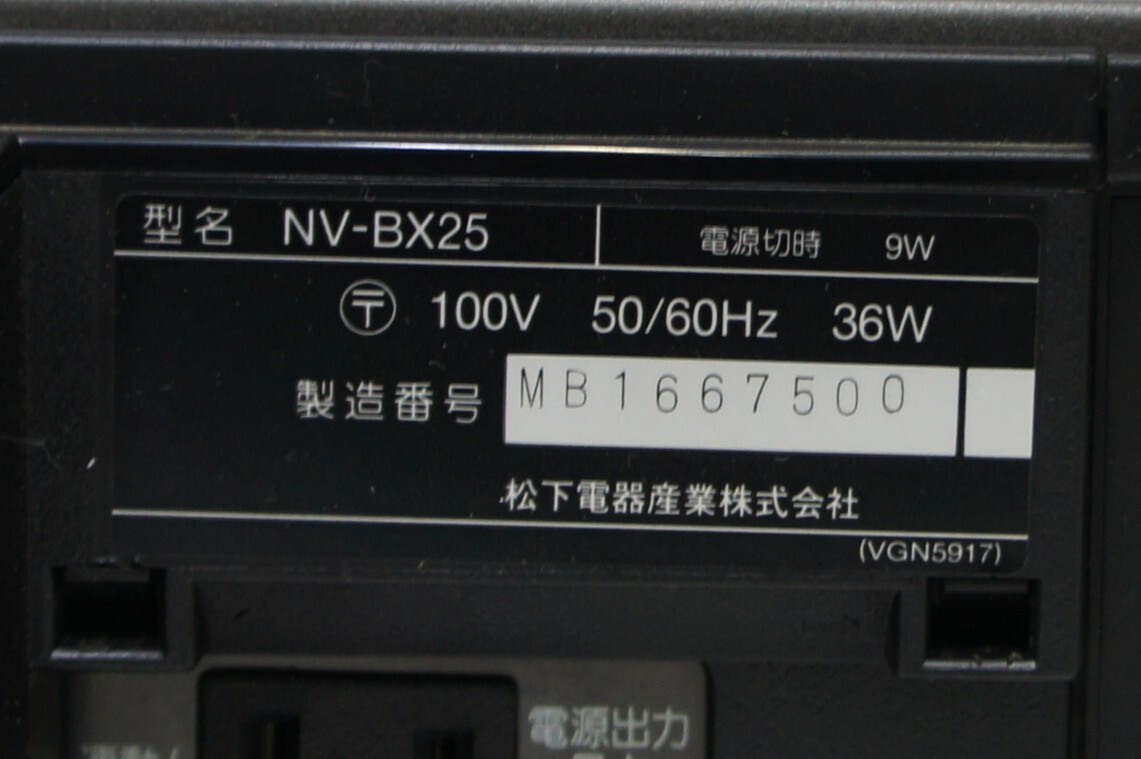 型名 NV-BX25 電源切時 9W
〒 100V 50/60Hz 36W
製造番号 MB1667500
松下電器産業株式会社
(VGN5917)
電源出力